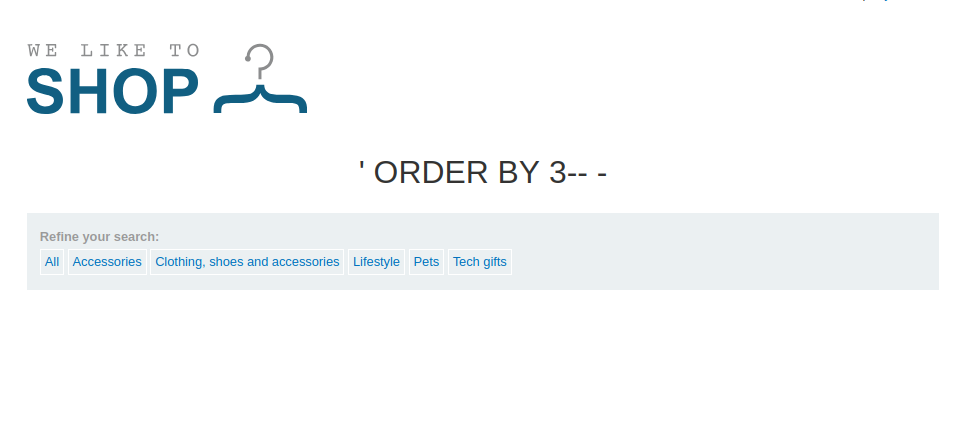 WE LIKE TO
SHOP
' ORDER BY 3-- -
Refine your search:
All Accessories Clothing, shoes and accessories Lifestyle Pets Tech gifts